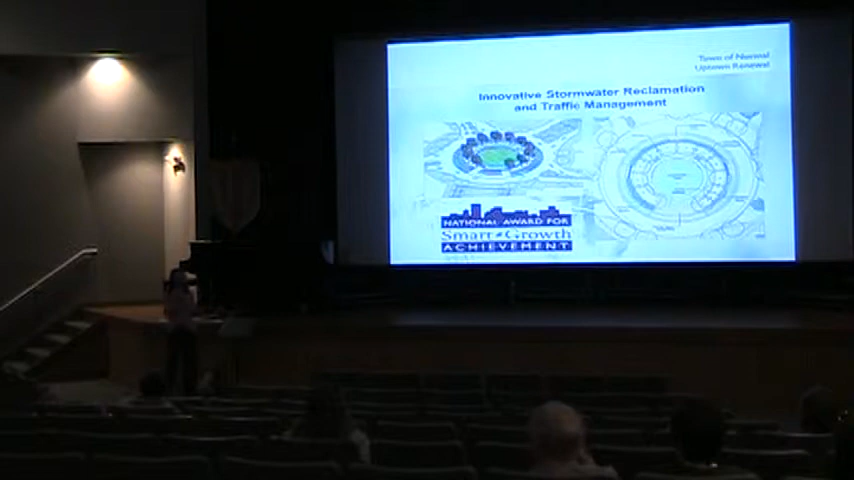 Town of Normal
Uptown Renewal
Innovative Stormwater Reclamation
and Traffic Management
NATIONAL AWARD FOR
Smart Growth
ACHIEVEMENT